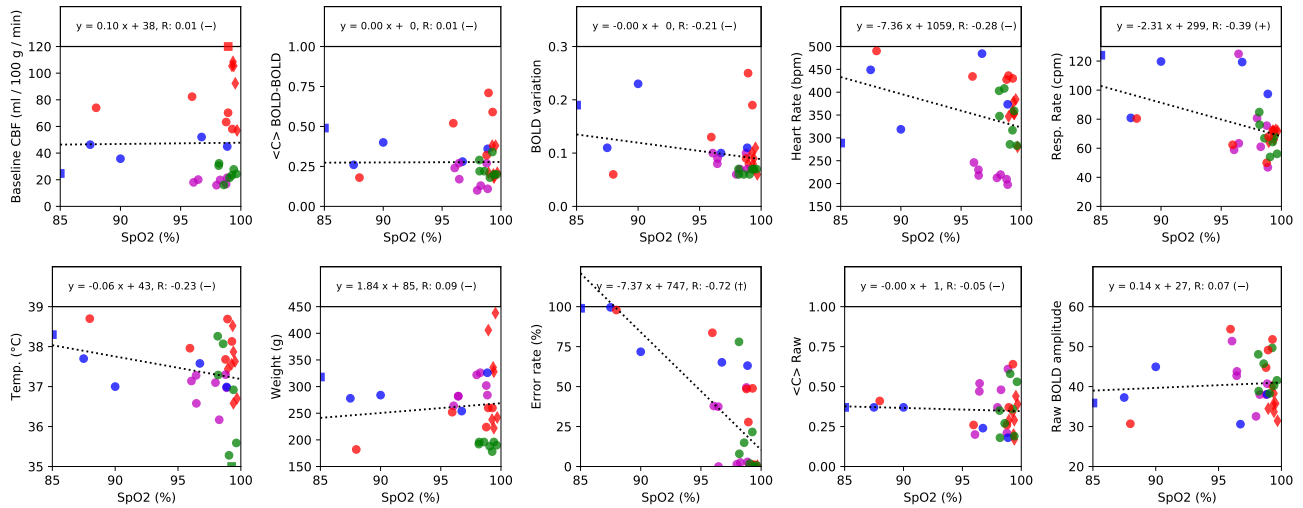 y = 0.10 x + 38, R: 0.01 (−)
Baseline CBF (ml / 100 g / min)
120
100
80
60
40
20
0
85 90 95 100
SpO2 (%)
y = 0.00 x + 0, R: 0.01 (−)
<C> BOLD-BOLD
1.00
0.75
0.50
0.25
0.00
85 90 95 100
SpO2 (%)
y = -0.00 x + 0, R: -0.21 (−)
BOLD variation
0.3
0.2
0.1
0.0
85 90 95 100
SpO2 (%)
y = -7.36 x + 1059, R: -0.28 (−)
Heart Rate (bpm)
500
450
400
350
300
250
200
150
85 90 95 100
SpO2 (%)
y = -2.31 x + 299, R: -0.39 (+)
Resp. Rate (cpm)
120
100
80
60
40
20
85 90 95 100
SpO2 (%)
y = -0.06 x + 43, R: -0.23 (−)
Temp. (°C)
39
38
37
36
35
85 90 95 100
SpO2 (%)
y = 1.84 x + 85, R: 0.09 (−)
Weight (g)
450
400
350
300
250
200
150
85 90 95 100
SpO2 (%)
y = -7.37 x + 747, R: -0.72 (†)
Error rate (%)
100
75
50
25
0
85 90 95 100
SpO2 (%)
y = -0.00 x + 1, R: -0.05 (−)
<C> Raw
1.00
0.75
0.50
0.25
0.00
85 90 95 100
SpO2 (%)
y = 0.14 x + 27, R: 0.07 (−)
Raw BOLD amplitude
60
50
40
30
20
85 90 95 100
SpO2 (%)